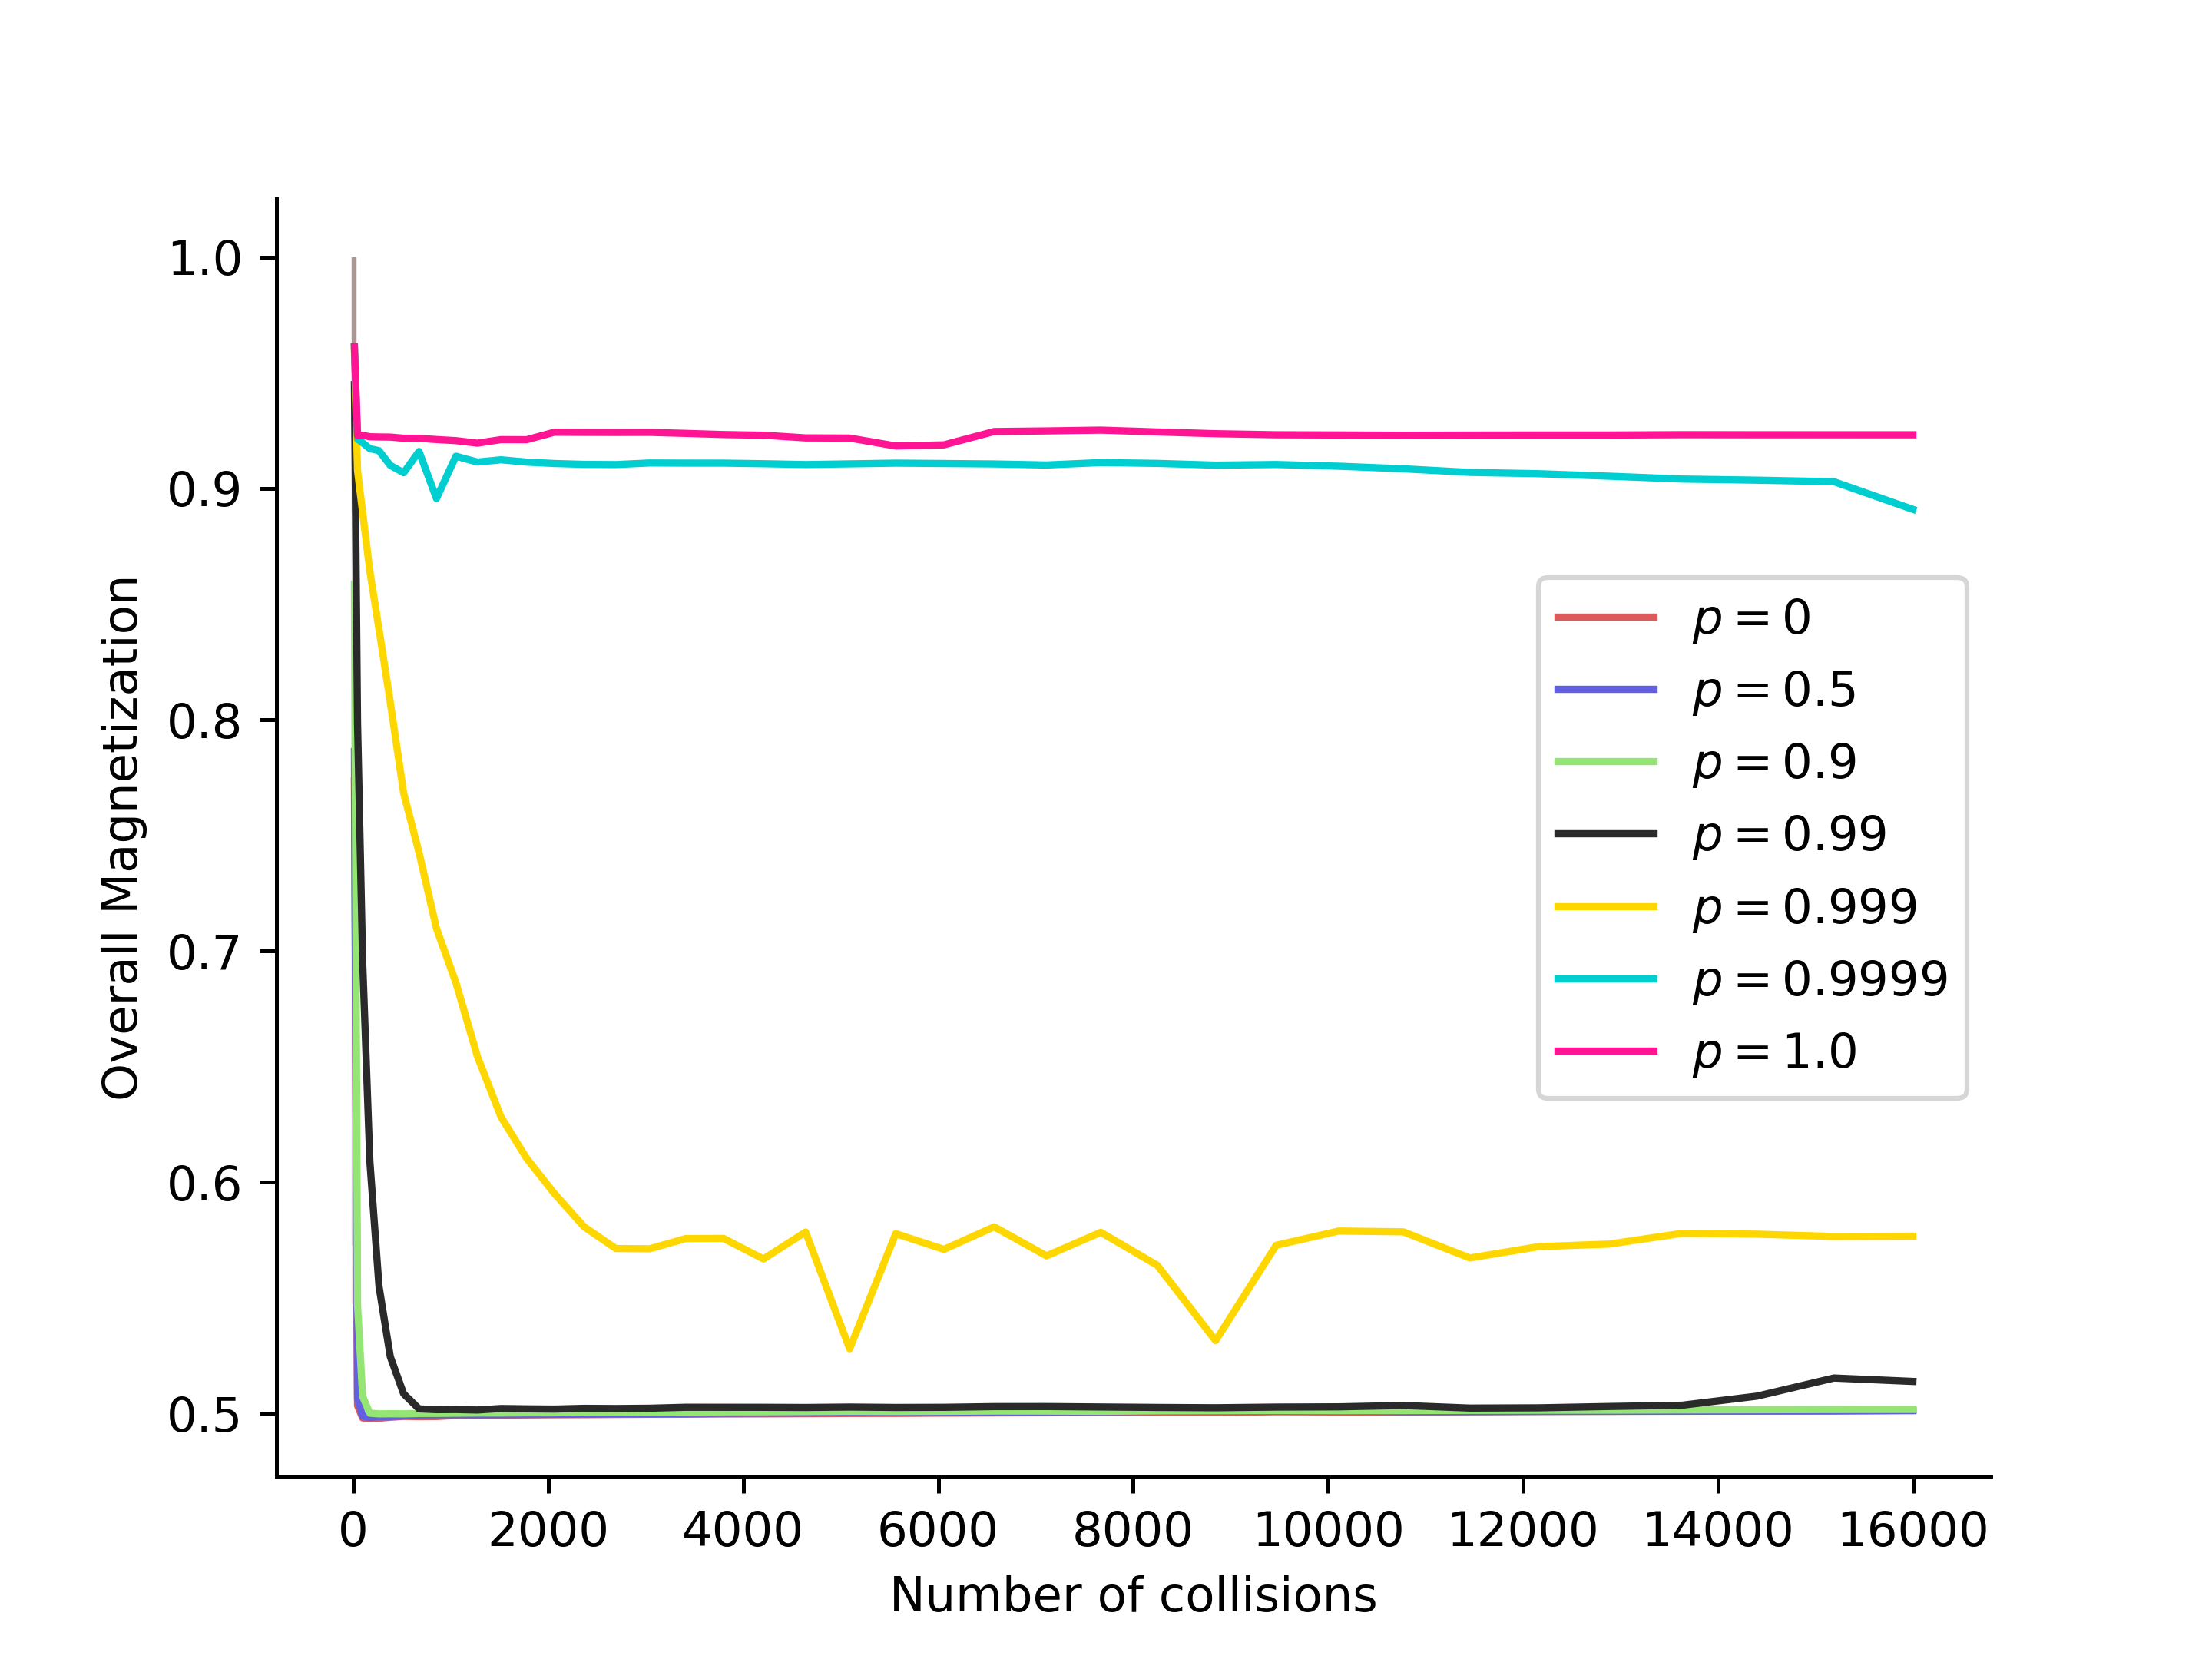 1.0
0.9
0.8
0.7
0.6
0.5
Overall Magnetization
p = 0
p = 0.5
p = 0.9
p = 0.99
p = 0.999
p = 0.9999
p = 1.0
0 2000 4000 6000 8000 10000 12000 14000 16000
Number of collisions